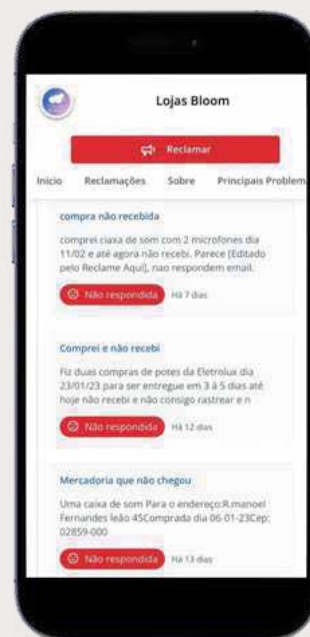 Lojas Bloom
Reclamar
Início Reclamações Sobre Principais Problem
compra não recebida
comprei ciaxa de som com 2 microfones dia
11/02 e até agora não recebi. Parece [Editado
pelo Reclame Aqui], nao respondem email.
Não respondida Há 7 dias
Comprei e não recebi
Fiz duas compras de potes da Eletrolux dia
23/01/23 para ser entregue em 3 à 5 dias até
hoje não recebi e não consigo rastrear e n
Não respondida Há 12 dias
Mercadoria que não chegou
Uma caixa de som Para o endereço:R.manoel
Fernandes leão 45Comprada dia 06-01-23Cep:
02859-000
Não respondida Há 13 dias